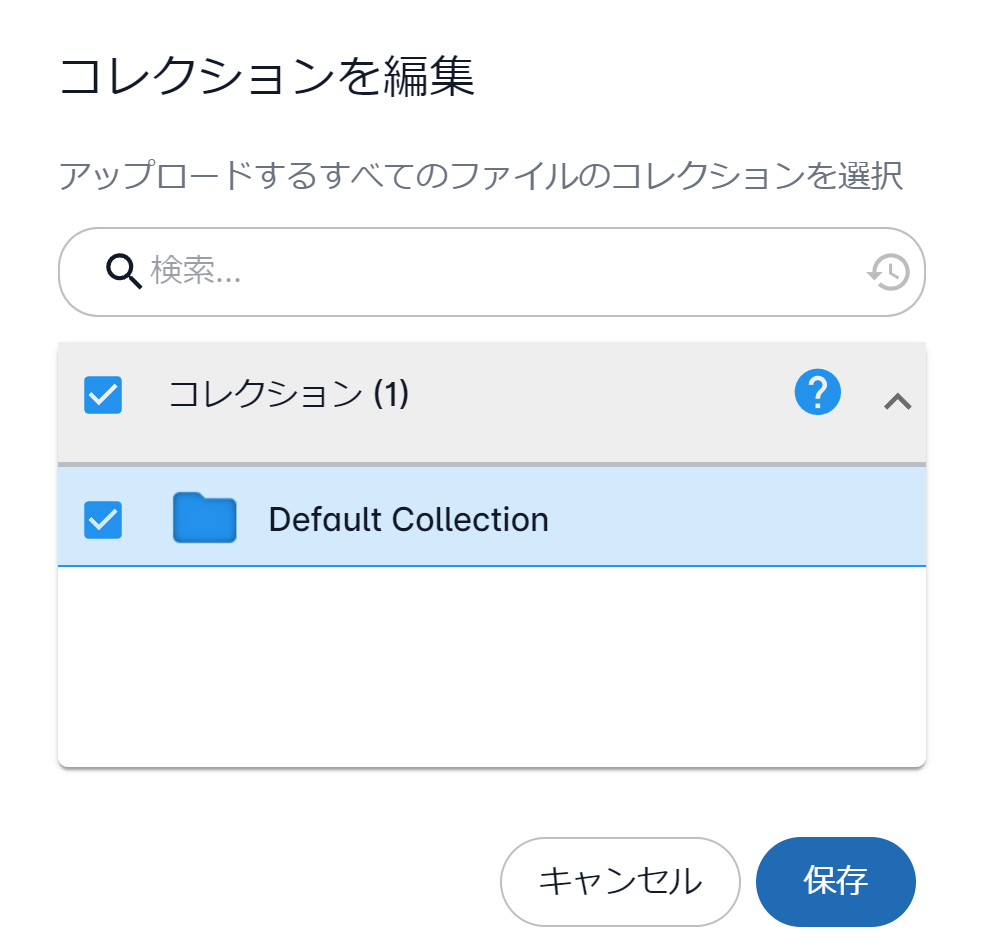 コレクションを編集
アップロードするすべてのファイルのコレクションを選択
検索...
コレクション (1)
?
Default Collection
キャンセル
保存